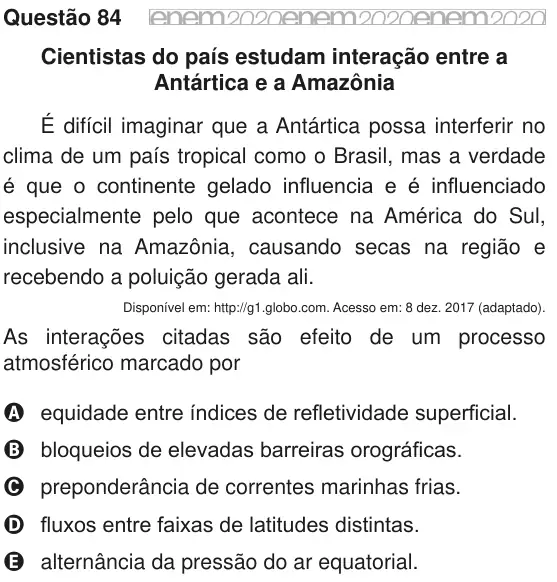 Questão 84 enem2020enem2020enem2020
Cientistas do país estudam interação entre a
Antártica e a Amazônia
É difícil imaginar que a Antártica possa interferir no
clima de um país tropical como o Brasil, mas a verdade
é que o continente gelado influencia e é influenciado
especialmente pelo que acontece na América do Sul,
inclusive na Amazônia, causando secas na região e
recebendo a poluição gerada ali.
Disponível em: http://g1.globo.com. Acesso em: 8 dez. 2017 (adaptado).
As interações citadas são efeito de um processo
atmosférico marcado por
A equidade entre índices de refletividade superficial.
B bloqueios de elevadas barreiras orográficas.
C preponderância de correntes marinhas frias.
D fluxos entre faixas de latitudes distintas.
E alternância da pressão do ar equatorial.